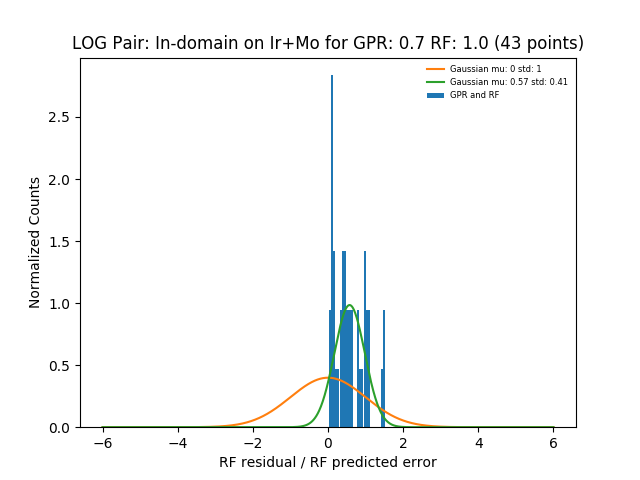 LOG Pair: In-domain on Ir+Mo for GPR: 0.7 RF: 1.0 (43 points)
Gaussian mu: 0 std: 1
Gaussian mu: 0.57 std: 0.41
GPR and RF
Normalized Counts
2.5
2.0
1.5
1.0
0.5
0.0
−6 −4 −2 0 2 4 6
RF residual / RF predicted error